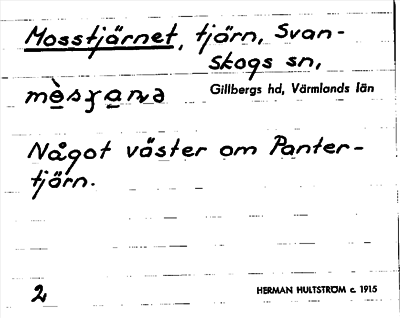 Mosstjärnet, tjärn, Svan-
skogs sn,
Gillbergs hd, Värmlands län
Något väster om Panter-
tjärn.
2
HERMAN HULTSTRÖM c. 1915